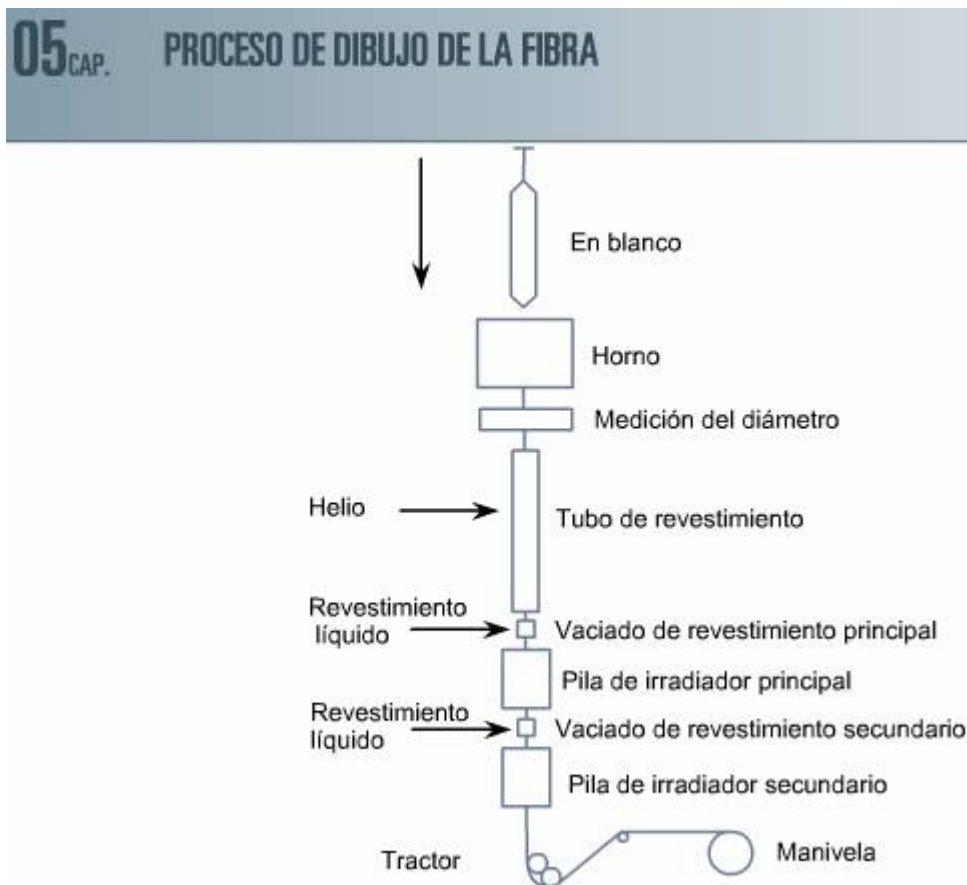 05 CAP. PROCESO DE DIBUJO DE LA FIBRA
En blanco
Horno
Medición del diámetro
Helio
Tubo de revestimiento
Revestimiento
líquido
Vaciado de revestimiento principal
Pila de irradiador principal
Revestimiento
líquido
Vaciado de revestimiento secundario
Pila de irradiador secundario
Tractor
Manivela